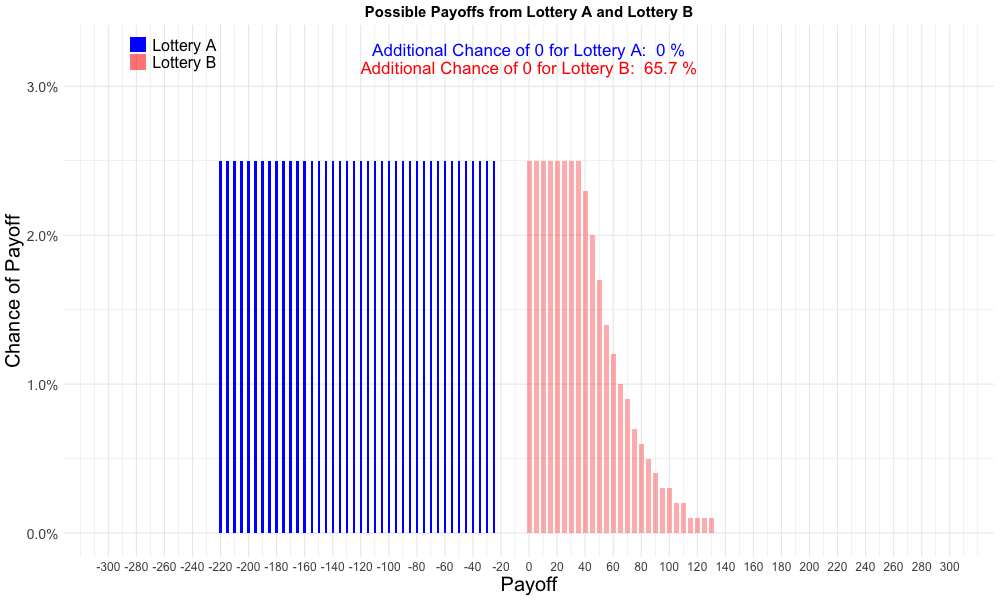 Possible Payoffs from Lottery A and Lottery B
Lottery A
Lottery B
Additional Chance of 0 for Lottery A:  0 %
Additional Chance of 0 for Lottery B:  65.7 %
Chance of Payoff
3.0%
2.0%
1.0%
0.0%
-300 -280 -260 -240 -220 -200 -180 -160 -140 -120 -100 -80 -60 -40 -20 0 20 40 60 80 100 120 140 160 180 200 220 240 260 280 300
Payoff